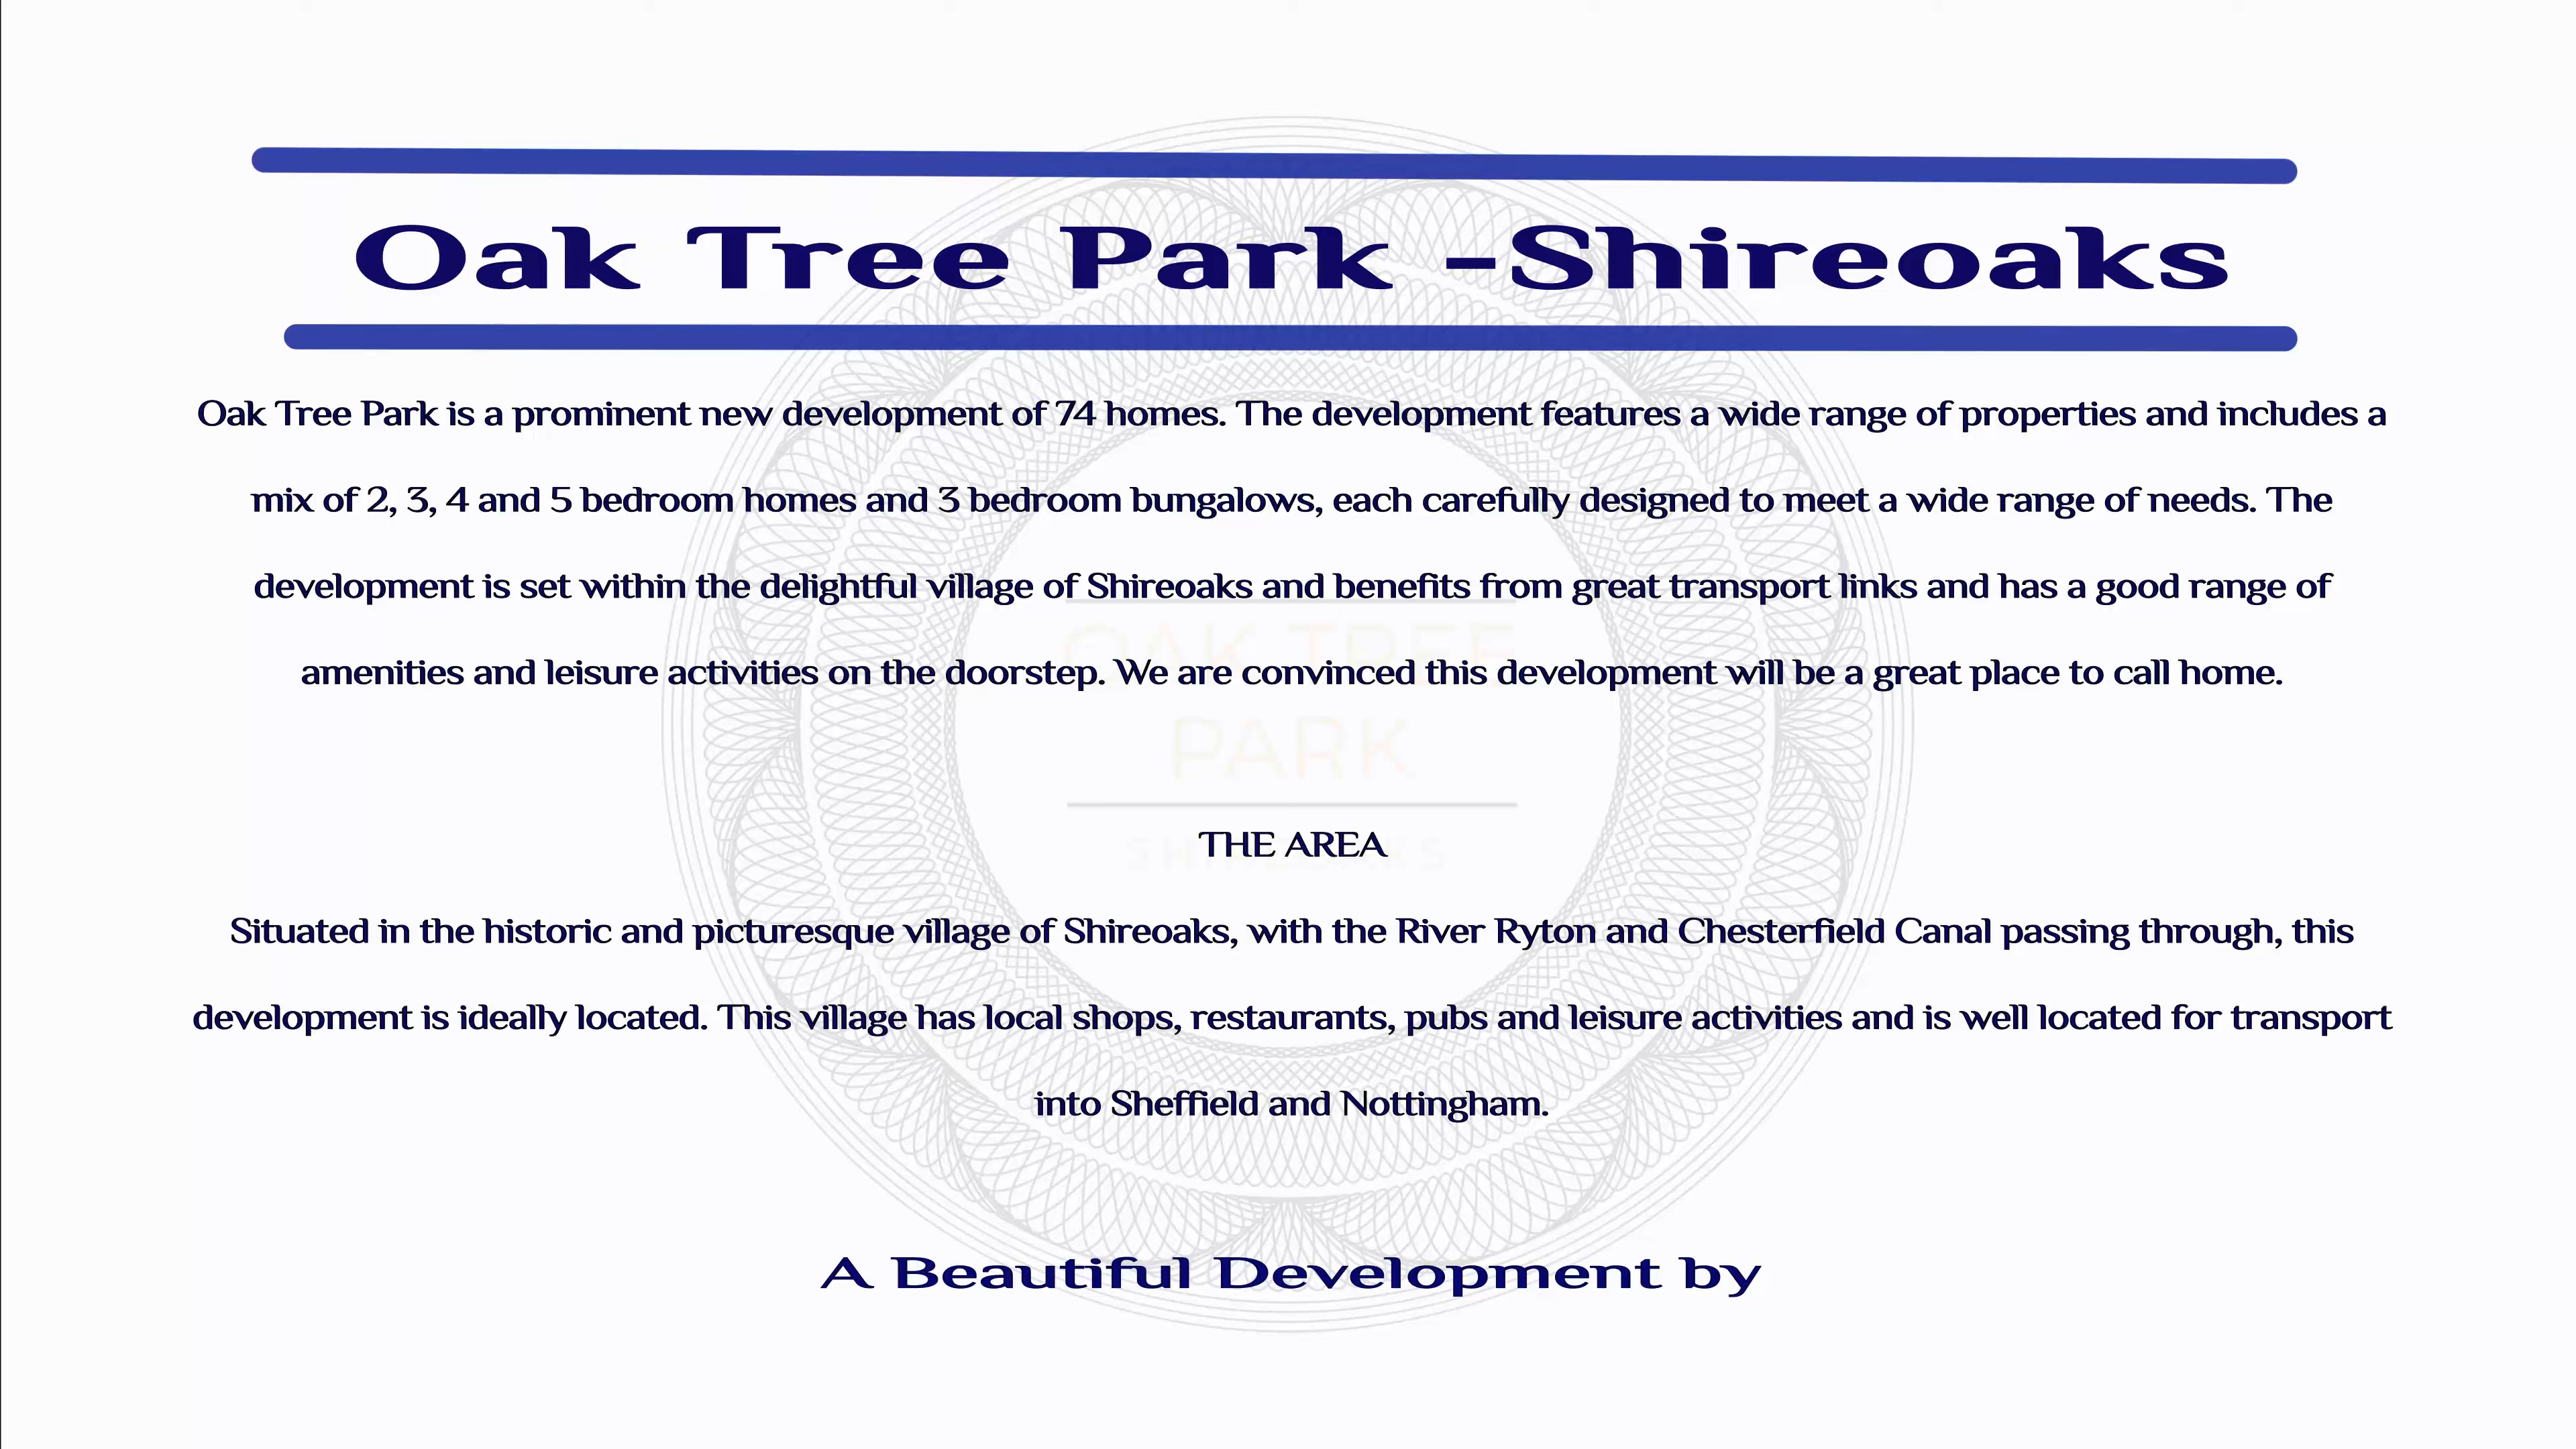 Oak Tree Park -Shireoaks
Oak Tree Park is a prominent new development of 74 homes. The development features a wide range of properties and includes a
mix of 2, 3, 4 and 5 bedroom homes and 3 bedroom bungalows, each carefully designed to meet a wide range of needs. The
development is set within the delightful village of Shireoaks and benefits from great transport links and has a good range of
amenities and leisure activities on the doorstep. We are convinced this development will be a great place to call home.
OAK TREE
PARK
SHIREOAKS
THE AREA
Situated in the historic and picturesque village of Shireoaks, with the River Ryton and Chesterfield Canal passing through, this
development is ideally located. This village has local shops, restaurants, pubs and leisure activities and is well located for transport
into Sheffield and Nottingham.
A Beautiful Development by